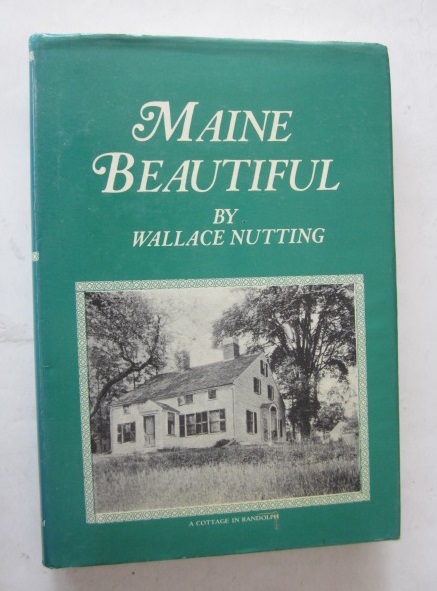 MAINE
BEAUTIFUL
BY
WALLACE NUTTING
A COTTAGE IN RANDOLPH